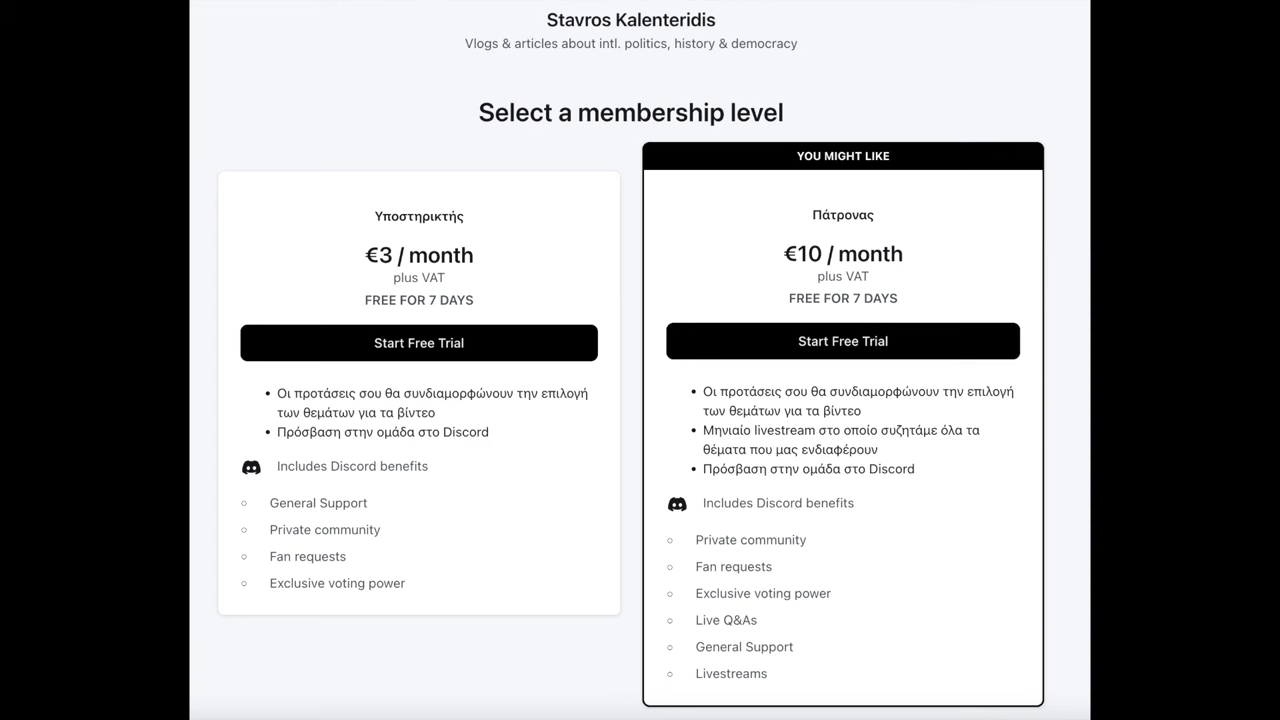 Stavros Kalenteridis
Vlogs & articles about intl. politics, history & democracy
Select a membership level
Υποστηρικτής
€3 / month
plus VAT
FREE FOR 7 DAYS
Start Free Trial
• Οι προτάσεις σου θα συνδιαμορφώνουν την επιλογή
των θεμάτων για τα βίντεο
• Πρόσβαση στην ομάδα στο Discord
Includes Discord benefits
General Support
Private community
Fan requests
Exclusive voting power
YOU MIGHT LIKE
Πάτρονας
€10 / month
plus VAT
FREE FOR 7 DAYS
Start Free Trial
• Οι προτάσεις σου θα συνδιαμορφώνουν την επιλογή
των θεμάτων για τα βίντεο
• Μηνιαίο livestream στο οποίο συζητάμε όλα τα
θέματα που μας ενδιαφέρουν
• Πρόσβαση στην ομάδα στο Discord
Includes Discord benefits
Private community
Fan requests
Exclusive voting power
Live Q&As
General Support
Livestreams